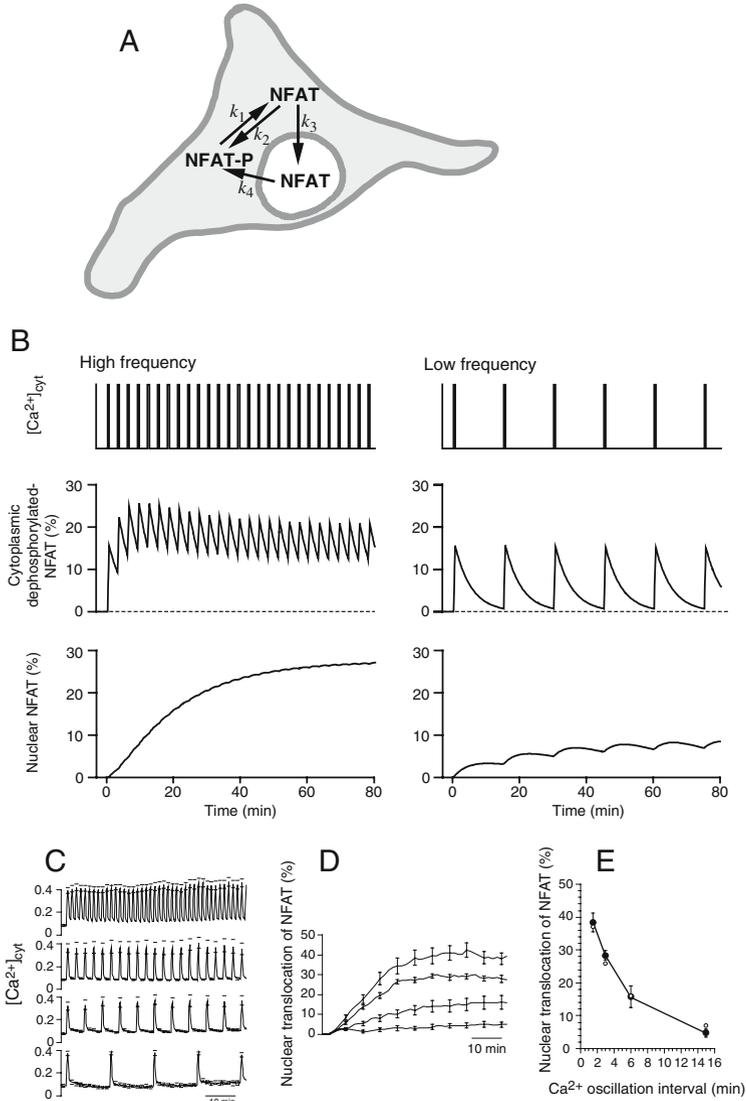 A
NFAT
k1
k2
k3
NFAT-P
NFAT
k4
B
High frequency
Low frequency
[Ca2+]cyt
Cytoplasmic
dephosphorylated-
NFAT (%)
30
20
10
0
30
20
10
0
Nuclear NFAT (%)
30
20
10
0
0 20 40 60 80
Time (min)
30
20
10
0
0 20 40 60 80
Time (min)
C
[Ca2+]cyt
0.4
0.2
0
0.4
0.2
0
0.4
0.2
0
0.4
0.2
0
10 min
D
Nuclear translocation of NFAT (%)
50
40
30
20
10
0
10 min
E
Nuclear translocation of NFAT (%)
50
40
30
20
10
0
0 2 4 6 8 10 12 14 16
Ca2+ oscillation interval (min)